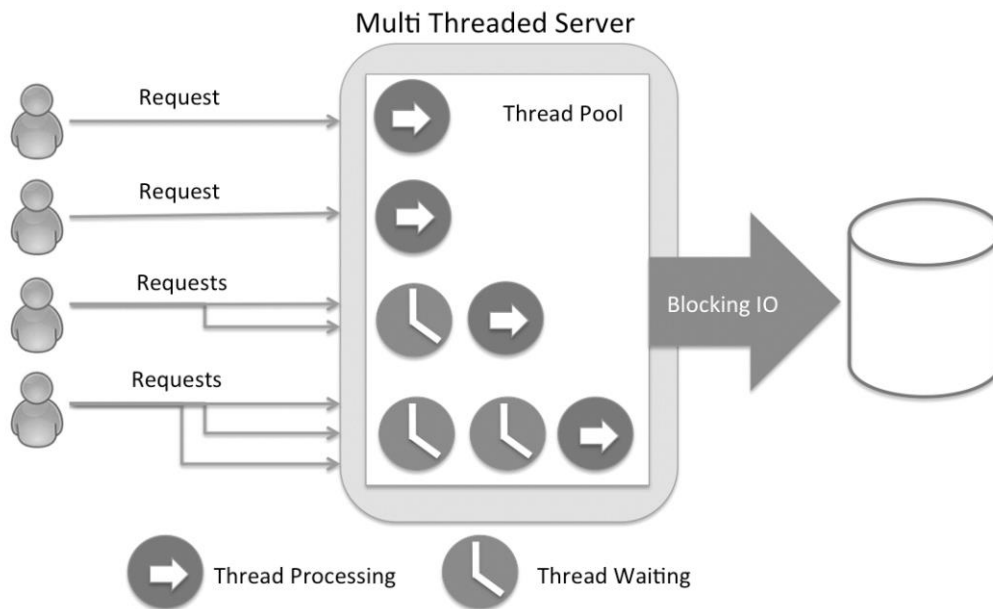 Multi Threaded Server
Request
Thread Pool
Request
Requests
Blocking IO
Requests
Thread Processing
Thread Waiting